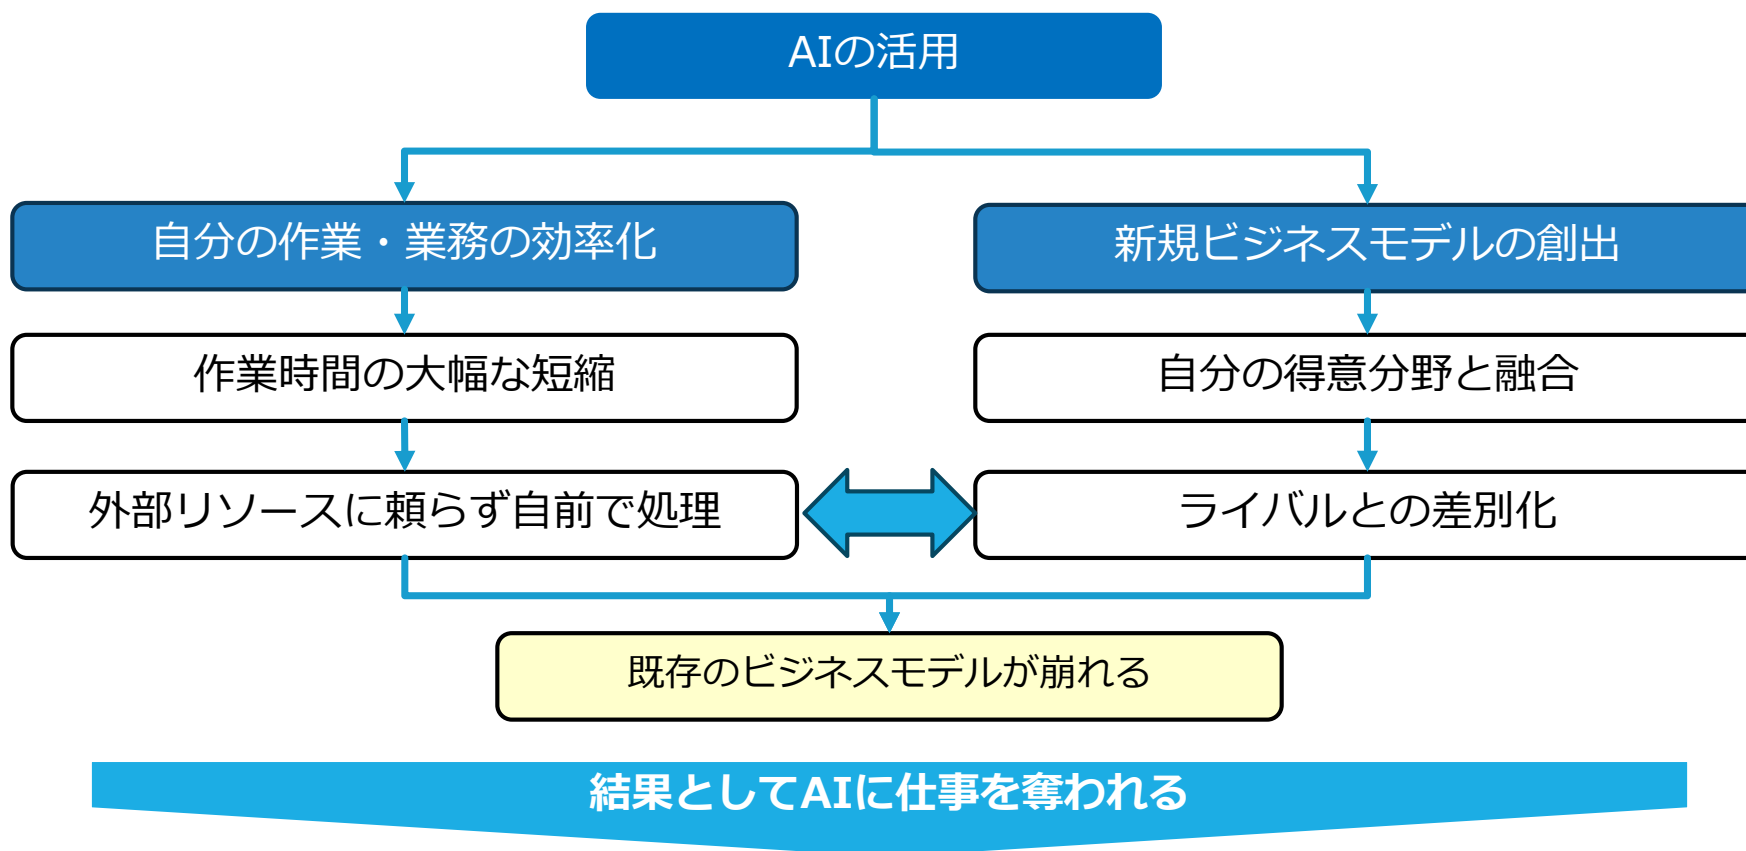 AIの活用
自分の作業・業務の効率化
新規ビジネスモデルの創出
作業時間の大幅な短縮
自分の得意分野と融合
外部リソースに頼らず自前で処理
ライバルとの差別化
既存のビジネスモデルが崩れる
結果としてAIに仕事を奪われる